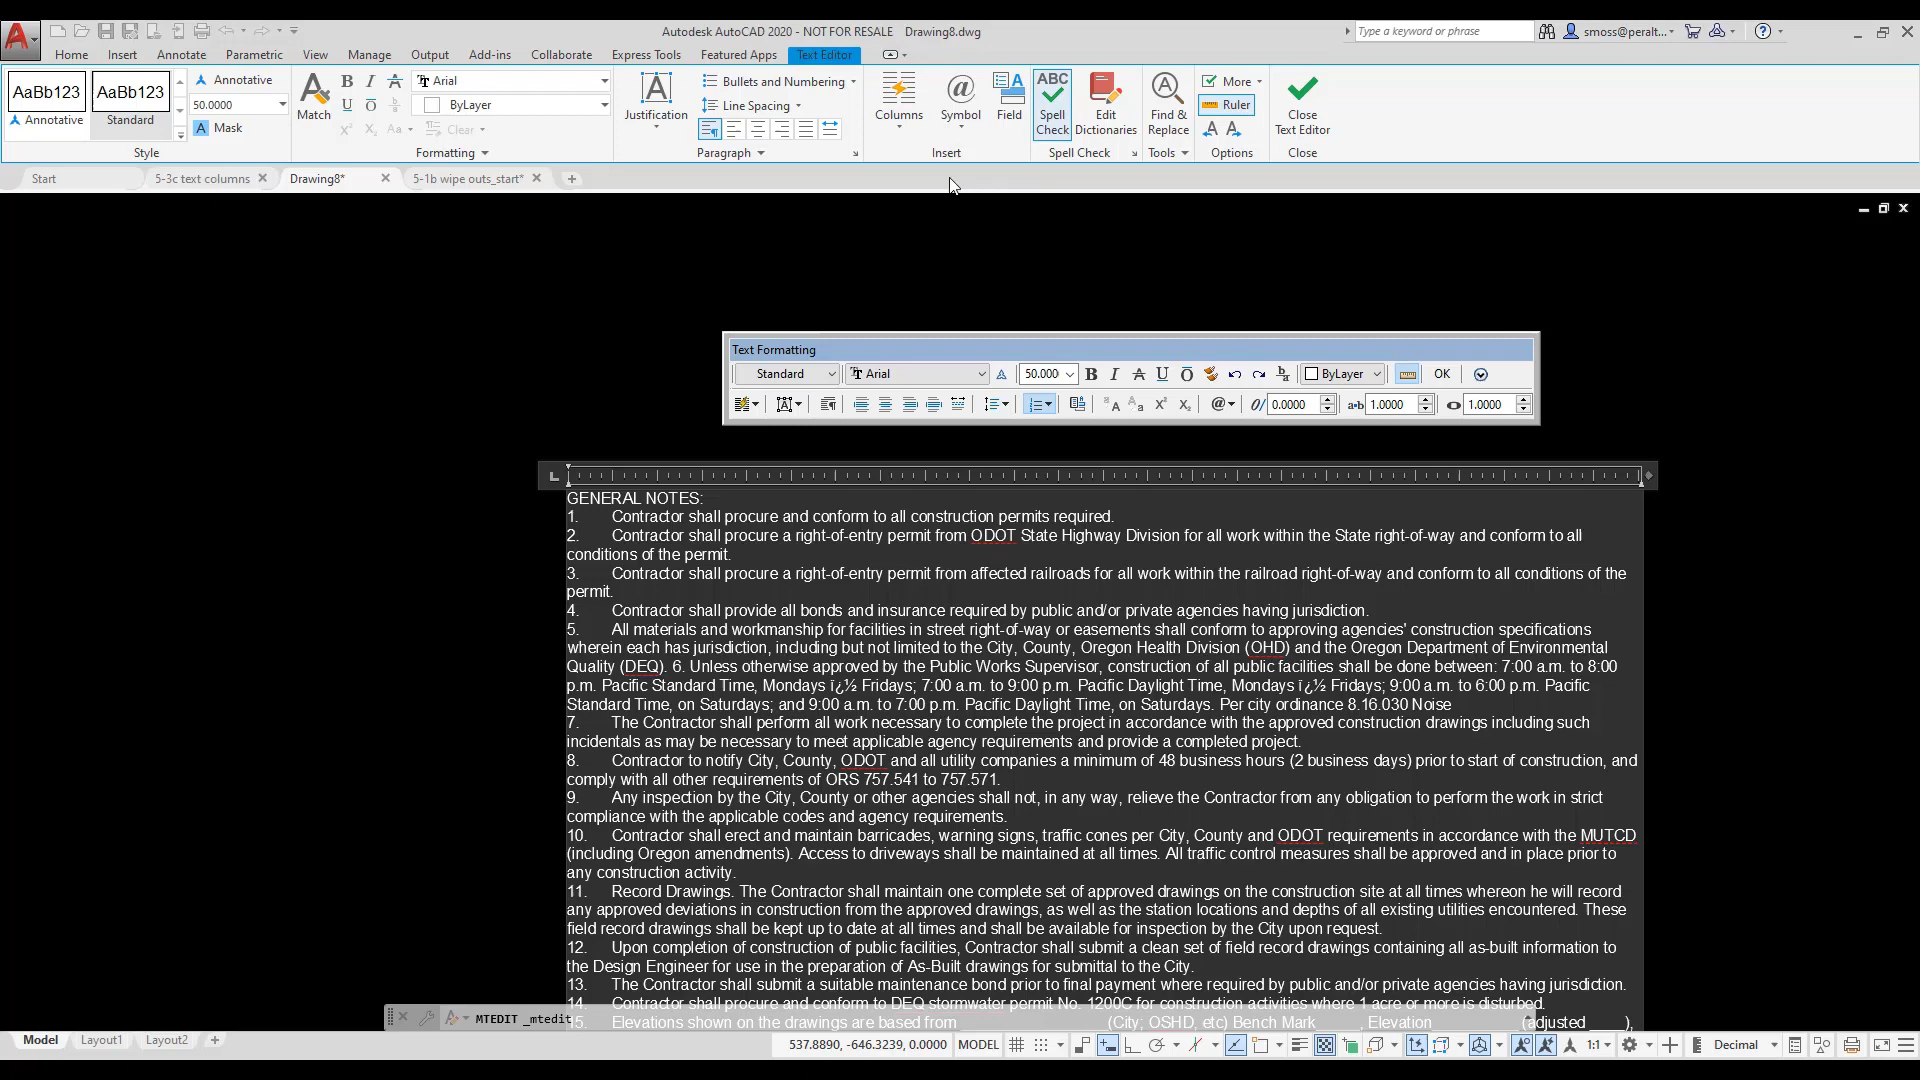 Autodesk AutoCAD 2020 - NOT FOR RESALE Drawing8.dwg
Type a keyword or phrase
smoss@peralt...
Home Insert Annotate Parametric View Manage Output Add-ins Collaborate Express Tools Featured Apps Text Editor
AaBb123 AaBb123
Annotative Standard
Annotative
50.0000
Mask
Style
Match
Arial
ByLayer
Clear
Formatting
Justification
Bullets and Numbering
Line Spacing
Paragraph
Columns
Symbol
Field
Insert
ABC
Spell Check
Edit Dictionaries
Spell Check
Find & Replace
Tools
More
Ruler
Options
Close Text Editor
Close
Start 5-3c text columns Drawing8* 5-1b wipe outs_start*
Text Formatting
Standard Arial 50.000 B I A U O ByLayer OK
@ 0/ 0.0000 a•b 1.0000 1.0000
GENERAL NOTES:
1. Contractor shall procure and conform to all construction permits required.
2. Contractor shall procure a right-of-entry permit from ODOT State Highway Division for all work within the State right-of-way and conform to all
conditions of the permit.
3. Contractor shall procure a right-of-entry permit from affected railroads for all work within the railroad right-of-way and conform to all conditions of the
permit.
4. Contractor shall provide all bonds and insurance required by public and/or private agencies having jurisdiction.
5. All materials and workmanship for facilities in street right-of-way or easements shall conform to approving agencies' construction specifications
wherein each has jurisdiction, including but not limited to the City, County, Oregon Health Division (OHD) and the Oregon Department of Environmental
Quality (DEQ). 6. Unless otherwise approved by the Public Works Supervisor, construction of all public facilities shall be done between: 7:00 a.m. to 8:00
p.m. Pacific Standard Time, Mondays ï¿½ Fridays; 7:00 a.m. to 9:00 p.m. Pacific Daylight Time, Mondays ï¿½ Fridays; 9:00 a.m. to 6:00 p.m. Pacific
Standard Time, on Saturdays; and 9:00 a.m. to 7:00 p.m. Pacific Daylight Time, on Saturdays. Per city ordinance 8.16.030 Noise
7. The Contractor shall perform all work necessary to complete the project in accordance with the approved construction drawings including such
incidentals as may be necessary to meet applicable agency requirements and provide a completed project.
8. Contractor to notify City, County, ODOT and all utility companies a minimum of 48 business hours (2 business days) prior to start of construction, and
comply with all other requirements of ORS 757.541 to 757.571.
9. Any inspection by the City, County or other agencies shall not, in any way, relieve the Contractor from any obligation to perform the work in strict
compliance with the applicable codes and agency requirements.
10. Contractor shall erect and maintain barricades, warning signs, traffic cones per City, County and ODOT requirements in accordance with the MUTCD
(including Oregon amendments). Access to driveways shall be maintained at all times. All traffic control measures shall be approved and in place prior to
any construction activity.
11. Record Drawings. The Contractor shall maintain one complete set of approved drawings on the construction site at all times whereon he will record
any approved deviations in construction from the approved drawings, as well as the station locations and depths of all existing utilities encountered. These
field record drawings shall be kept up to date at all times and shall be available for inspection by the City upon request.
12. Upon completion of construction of public facilities, Contractor shall submit a clean set of field record drawings containing all as-built information to
the Design Engineer for use in the preparation of As-Built drawings for submittal to the City.
13. The Contractor shall submit a suitable maintenance bond prior to final payment where required by public and/or private agencies having jurisdiction.
14. Contractor shall procure and conform to DEQ stormwater permit No. 1200C for construction activities where 1 acre or more is disturbed.
15. Elevations shown on the drawings are based from ____ (City; OSHD, etc) Bench Mark ____, Elevation ____ (adjusted ____),
MTEDIT _mtedit
Model Layout1 Layout2 +
537.8890, -646.3239, 0.0000 MODEL 1:1 Decimal